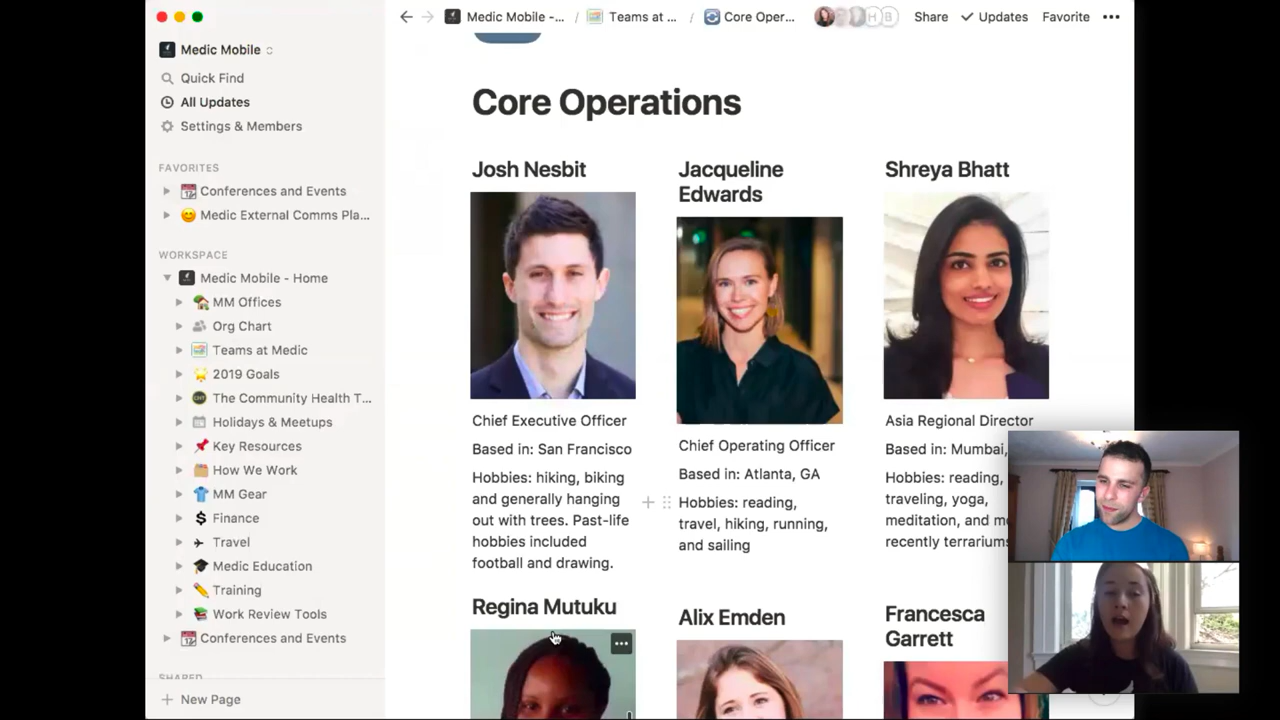 Medic Mobile
Quick Find
All Updates
Settings & Members
FAVORITES
Conferences and Events
Medic External Comms Pla...
WORKSPACE
Medic Mobile - Home
MM Offices
Org Chart
Teams at Medic
2019 Goals
The Community Health T...
Holidays & Meetups
Key Resources
How We Work
MM Gear
Finance
Travel
Medic Education
Training
Work Review Tools
Conferences and Events
SHARED
New Page
Medic Mobile -... / Teams at ... / Core Oper...
H B Share Updates Favorite
Core Operations
Josh Nesbit
Chief Executive Officer
Based in: San Francisco
Hobbies: hiking, biking
and generally hanging
out with trees. Past-life
hobbies included
football and drawing.
Jacqueline
Edwards
Chief Operating Officer
Based in: Atlanta, GA
Hobbies: reading,
travel, hiking, running,
and sailing
Shreya Bhatt
Asia Regional Director
Based in: Mumbai,
Hobbies: reading,
traveling, yoga,
meditation, and
recently terrariums
Regina Mutuku
Alix Emden
Francesca
Garrett